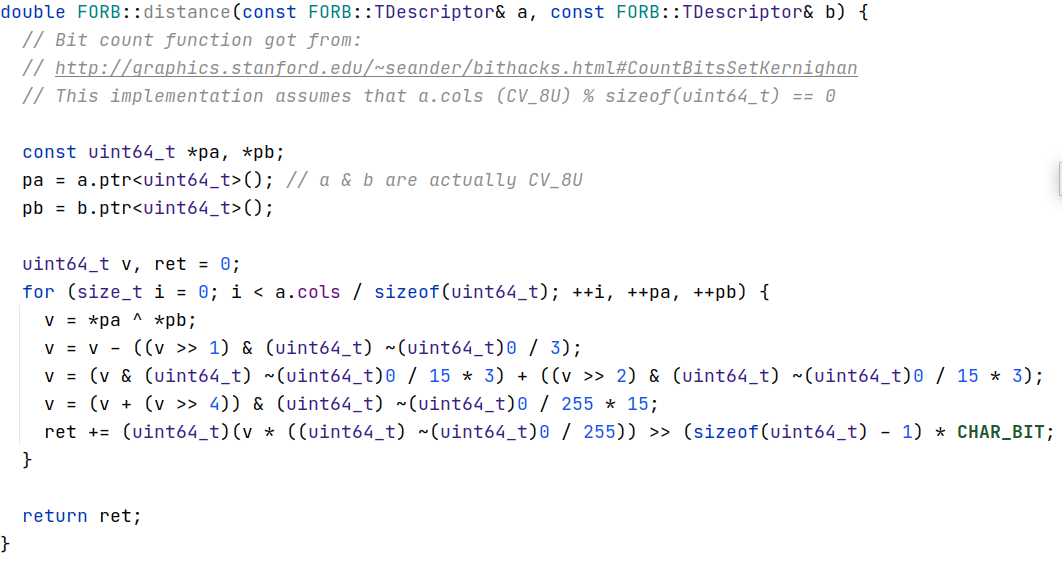 double FORB::distance(const FORB::TDescriptor& a, const FORB::TDescriptor& b) {
  // Bit count function got from:
  // http://graphics.stanford.edu/~seander/bithacks.html#CountBitsSetKernighan
  // This implementation assumes that a.cols (CV_8U) % sizeof(uint64_t) == 0

  const uint64_t *pa, *pb;
  pa = a.ptr<uint64_t>(); // a & b are actually CV_8U
  pb = b.ptr<uint64_t>();

  uint64_t v, ret = 0;
  for (size_t i = 0; i < a.cols / sizeof(uint64_t); ++i, ++pa, ++pb) {
    v = *pa ^ *pb;
    v = v - ((v >> 1) & (uint64_t) ~(uint64_t)0 / 3);
    v = (v & (uint64_t) ~(uint64_t)0 / 15 * 3) + ((v >> 2) & (uint64_t) ~(uint64_t)0 / 15 * 3);
    v = (v + (v >> 4)) & (uint64_t) ~(uint64_t)0 / 255 * 15;
    ret += (uint64_t)(v * ((uint64_t) ~(uint64_t)0 / 255)) >> (sizeof(uint64_t) - 1) * CHAR_BIT;
  }

  return ret;
}